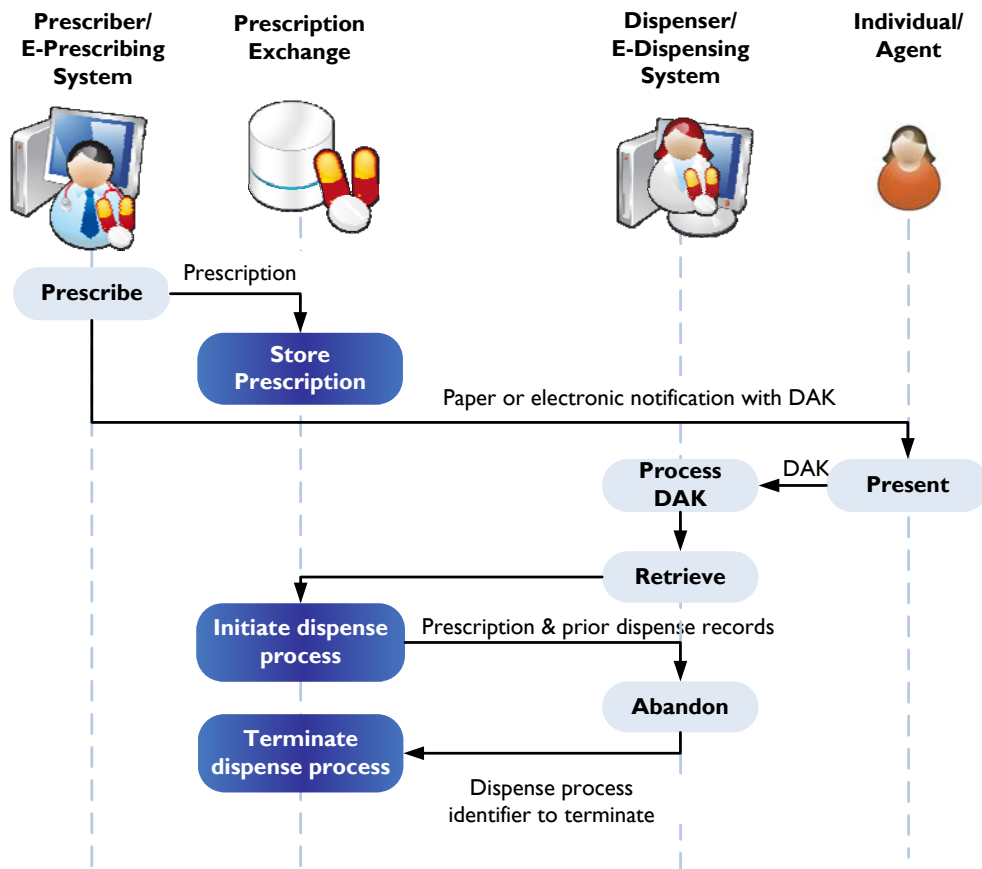 Prescriber/
E-Prescribing
System
Prescription
Exchange
Dispenser/
E-Dispensing
System
Individual/
Agent
Prescription
Prescribe
Store
Prescription
Paper or electronic notification with DAK
Process
DAK
DAK
Present
Retrieve
Initiate dispense
process
Prescription & prior dispense records
Abandon
Terminate
dispense process
Dispense process
identifier to terminate